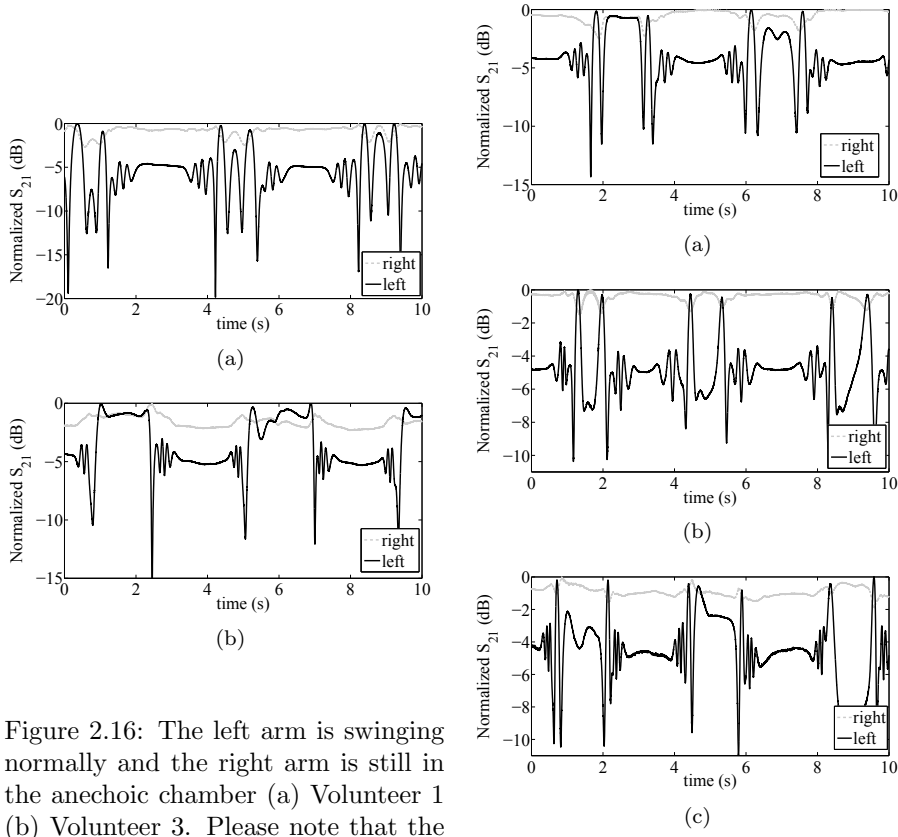 0
−5
−10
−15
−20
Normalized S21 (dB)
0 2 4 6 8 10
time (s)
right
left
(a)
0
−5
−10
−15
Normalized S21 (dB)
0 2 4 6 8 10
time (s)
right
left
(b)
Figure 2.16: The left arm is swinging
normally and the right arm is still in
the anechoic chamber (a) Volunteer 1
(b) Volunteer 3. Please note that the
0
−5
−10
−15
Normalized S21 (dB)
0 2 4 6 8 10
time (s)
right
left
(a)
0
−2
−4
−6
−8
−10
Normalized S21 (dB)
0 2 4 6 8 10
time (s)
right
left
(b)
0
−2
−4
−6
−8
−10
Normalized S21 (dB)
0 2 4 6 8 10
time (s)
right
left
(c)